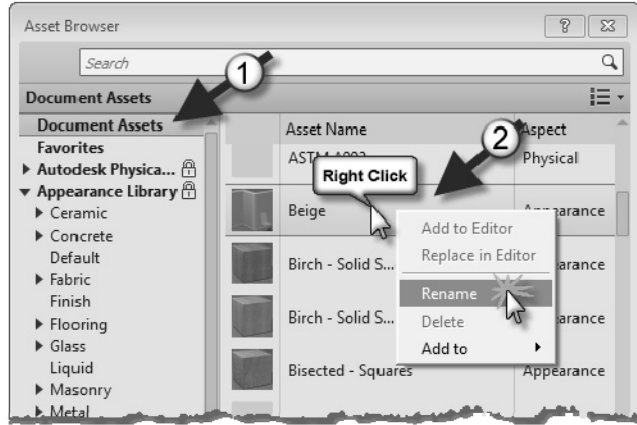 Asset Browser
Search
1
Document Assets
Document Assets
Favorites
Autodesk Physica...
Appearance Library
Ceramic
Concrete
Default
Fabric
Finish
Flooring
Glass
Liquid
Masonry
Metal
Asset Name
2
Aspect
Physical
Right Click
Beige
Appearance
Birch - Solid S...
Birch - Solid S...
Bisected - Squares
Appearance
Add to Editor
Replace in Editor
Rename
Delete
Add to